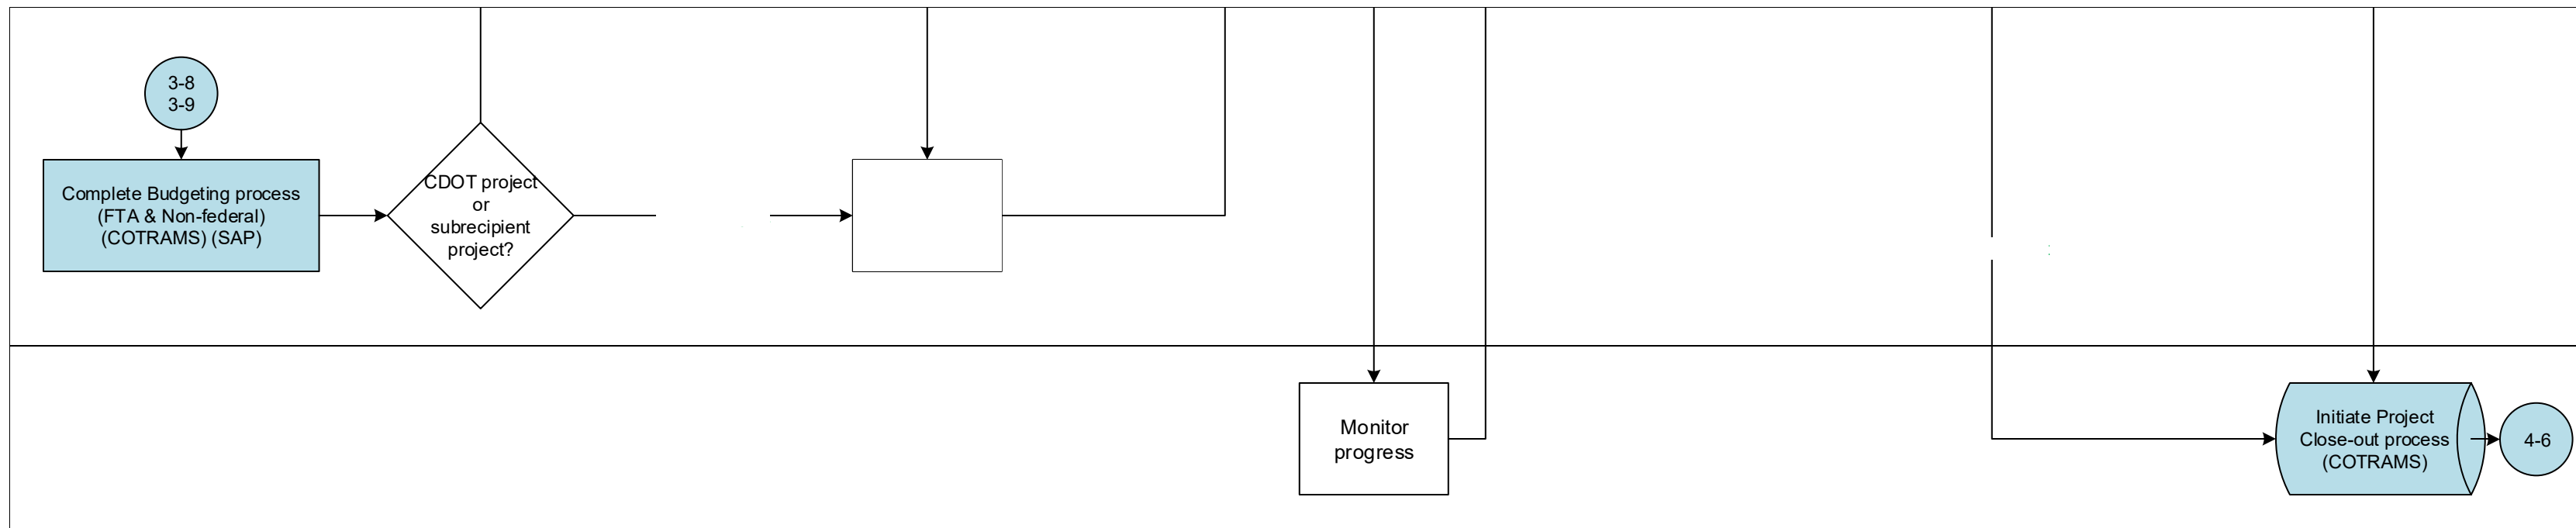 3-8
3-9
Complete Budgeting process
(FTA & Non-federal)
(COTRAMS) (SAP)
CDOT project
or
subrecipient
project?
Monitor
progress
Initiate Project
Close-out process
(COTRAMS)
4-6